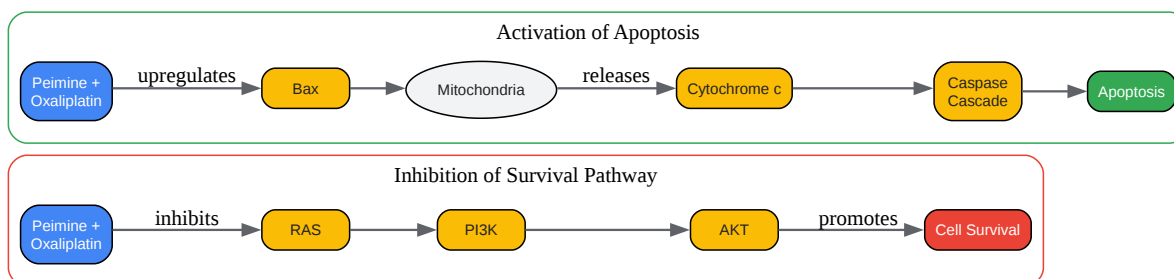 Activation of Apoptosis
Peimine +
Oxaliplatin
upregulates
Bax
Mitochondria
releases
Cytochrome c
Caspase
Cascade
Apoptosis
Inhibition of Survival Pathway
Peimine +
Oxaliplatin
inhibits
RAS
PI3K
AKT
promotes
Cell Survival